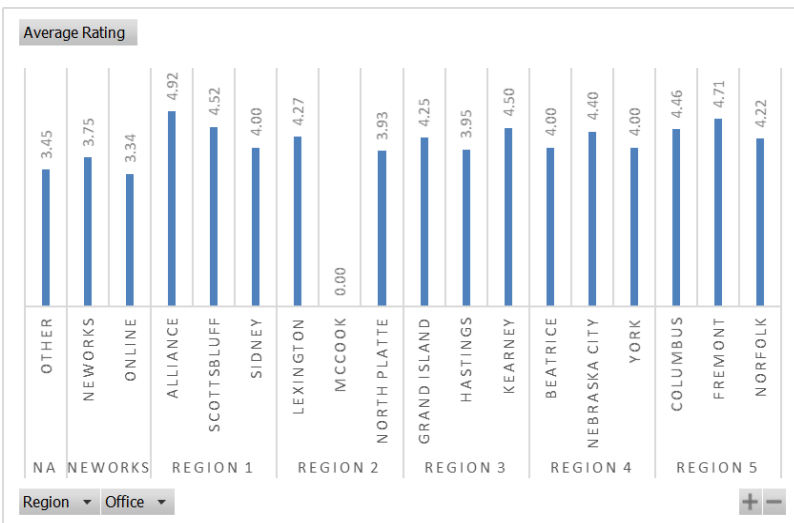 Average Rating
3.45
3.75
3.34
4.92
4.52
4.00
4.27
0.00
3.93
4.25
3.95
4.50
4.00
4.40
4.00
4.46
4.71
4.22
OTHER
NEWORKS
ONLINE
ALLIANCE
SCOTTSBLUFF
SIDNEY
LEXINGTON
MCCOOK
NORTH PLATTE
GRAND ISLAND
HASTINGS
KEARNEY
BEATRICE
NEBRASKA CITY
YORK
COLUMBUS
FREMONT
NORFOLK
NA NEWORKS REGION 1 REGION 2 REGION 3 REGION 4 REGION 5
Region Office